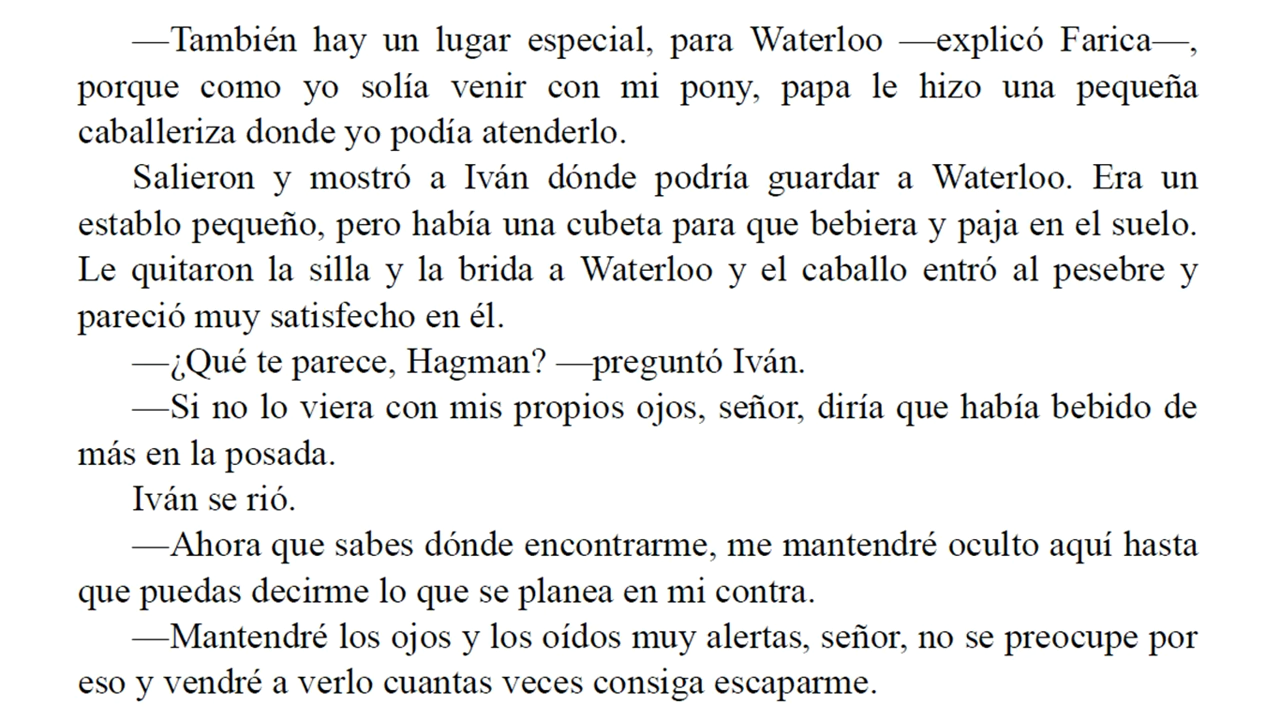 —También hay un lugar especial, para Waterloo —explicó Farica—,
porque como yo solía venir con mi pony, papa le hizo una pequeña
caballeriza donde yo podía atenderlo.
Salieron y mostró a Iván dónde podría guardar a Waterloo. Era un
establo pequeño, pero había una cubeta para que bebiera y paja en el suelo.
Le quitaron la silla y la brida a Waterloo y el caballo entró al pesebre y
pareció muy satisfecho en él.
—¿Qué te parece, Hagman? —preguntó Iván.
—Si no lo viera con mis propios ojos, señor, diría que había bebido de
más en la posada.
Iván se rió.
—Ahora que sabes dónde encontrarme, me mantendré oculto aquí hasta
que puedas decirme lo que se planea en mi contra.
—Mantendré los ojos y los oídos muy alertas, señor, no se preocupe por
eso y vendré a verlo cuantas veces consiga escaparme.